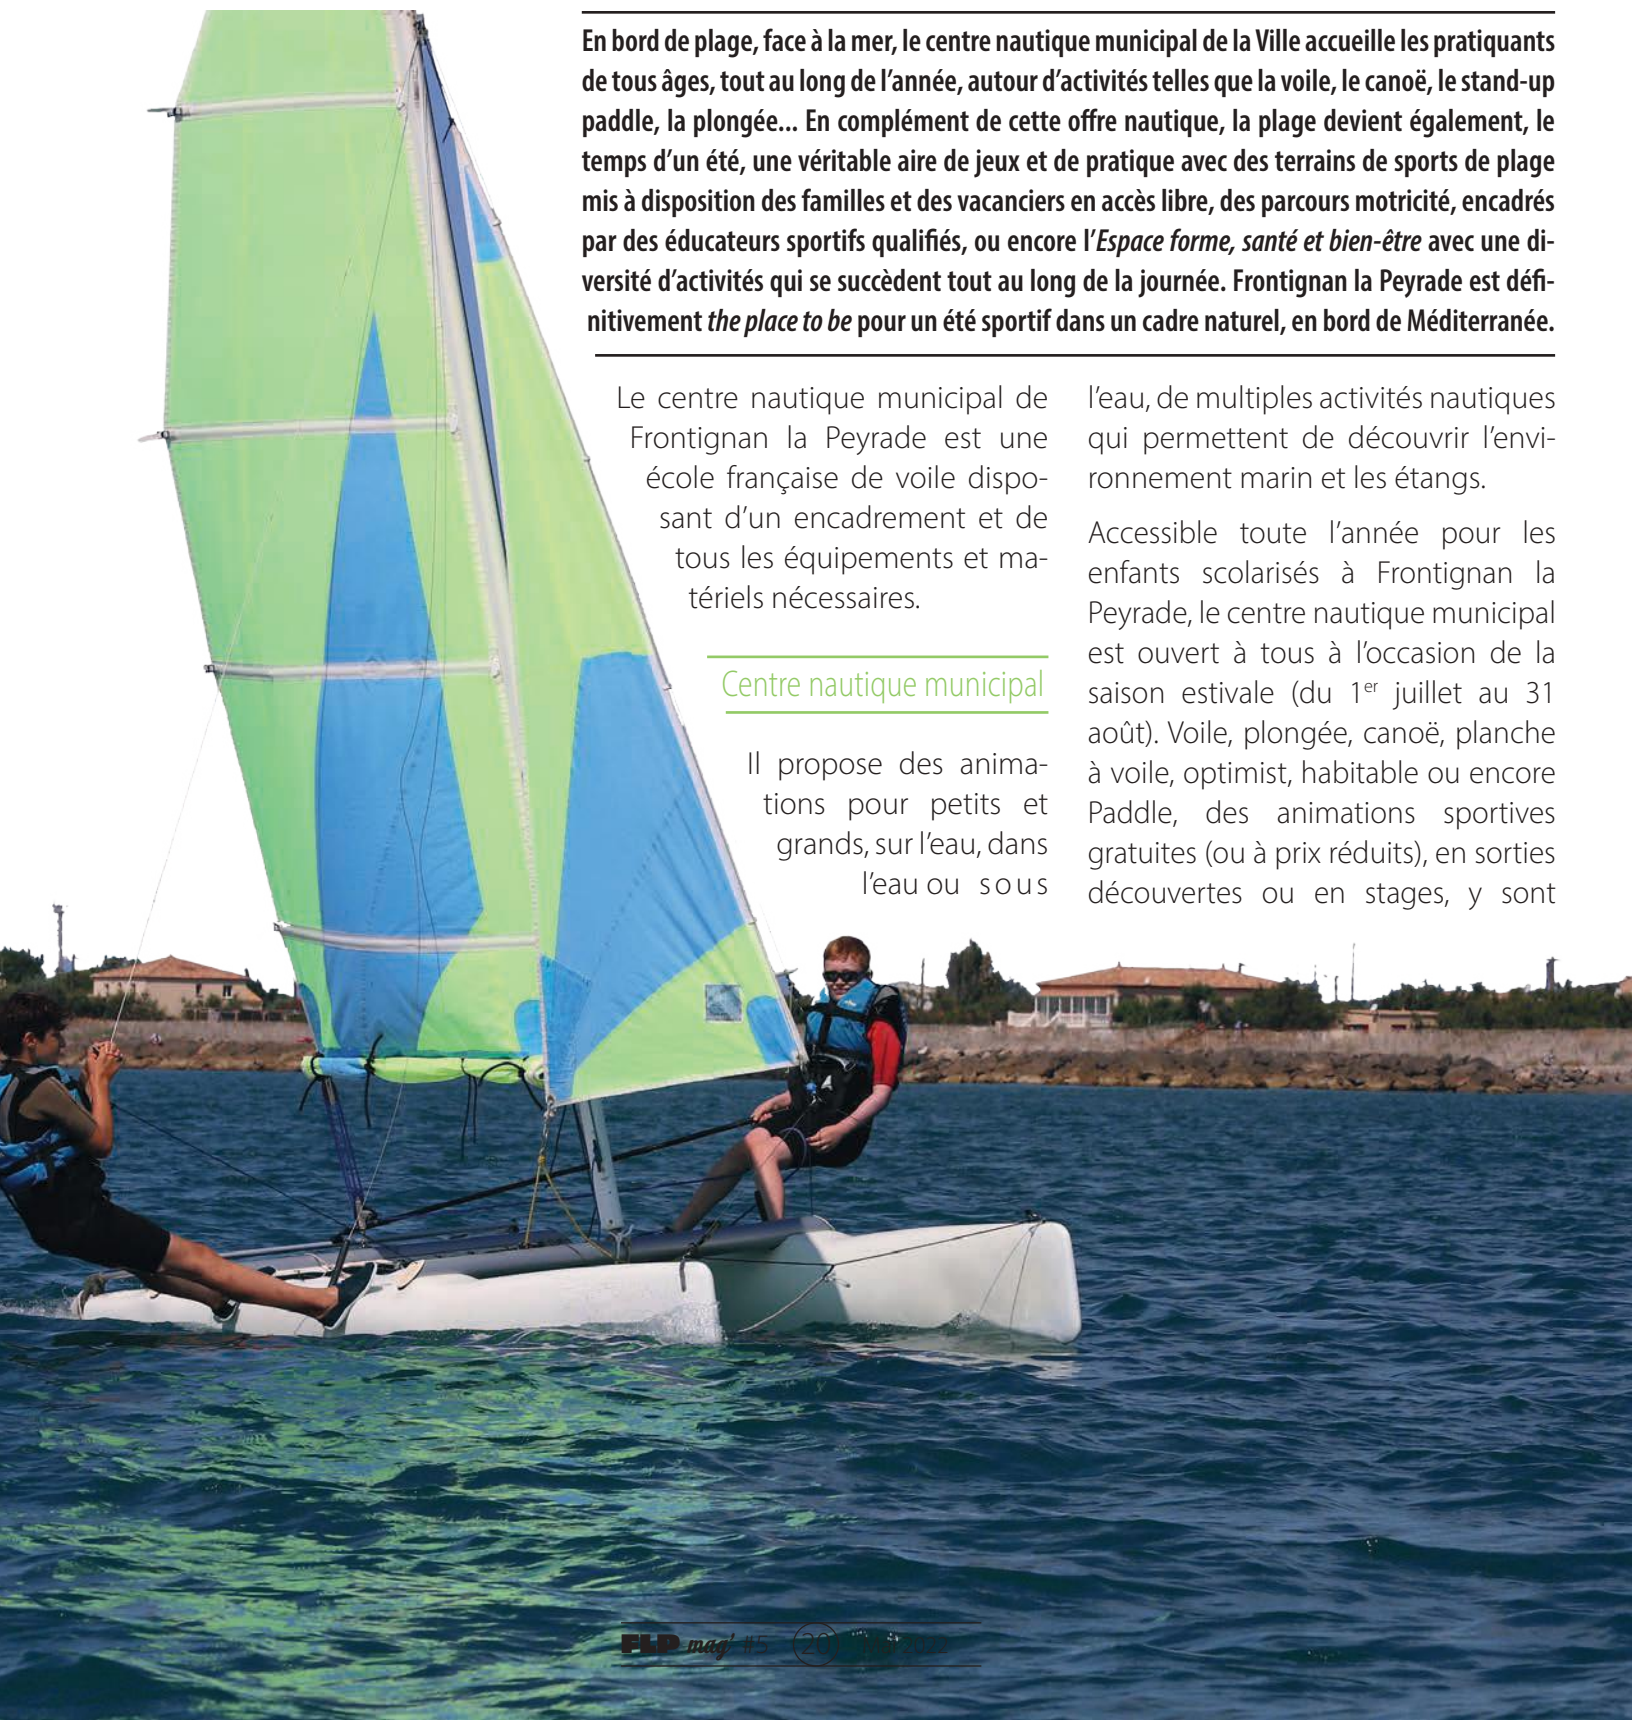 En bord de plage, face à la mer, le centre nautique municipal de la Ville accueille les pratiquants
de tous âges, tout au long de l’année, autour d’activités telles que la voile, le canoë, le stand-up
paddle, la plongée... En complément de cette offre nautique, la plage devient également, le
temps d’un été, une véritable aire de jeux et de pratique avec des terrains de sports de plage
mis à disposition des familles et des vacanciers en accès libre, des parcours motricité, encadrés
par des éducateurs sportifs qualifiés, ou encore l’Espace forme, santé et bien-être avec une di-
versité d’activités qui se succèdent tout au long de la journée. Frontignan la Peyrade est défi-
nitivement the place to be pour un été sportif dans un cadre naturel, en bord de Méditerranée.
Le centre nautique municipal de
Frontignan la Peyrade est une
école française de voile dispo-
sant d’un encadrement et de
tous les équipements et ma-
tériels nécessaires.
Centre nautique municipal
Il propose des anima-
tions pour petits et
grands, sur l’eau, dans
l’eau ou sous
l’eau, de multiples activités nautiques
qui permettent de découvrir l’envi-
ronnement marin et les étangs.
Accessible toute l’année pour les
enfants scolarisés à Frontignan la
Peyrade, le centre nautique municipal
est ouvert à tous à l’occasion de la
saison estivale (du 1er juillet au 31
août). Voile, plongée, canoë, planche
à voile, optimist, habitable ou encore
Paddle, des animations sportives
gratuites (ou à prix réduits), en sorties
découvertes ou en stages, y sont
FLP mag’ #5 20 2022